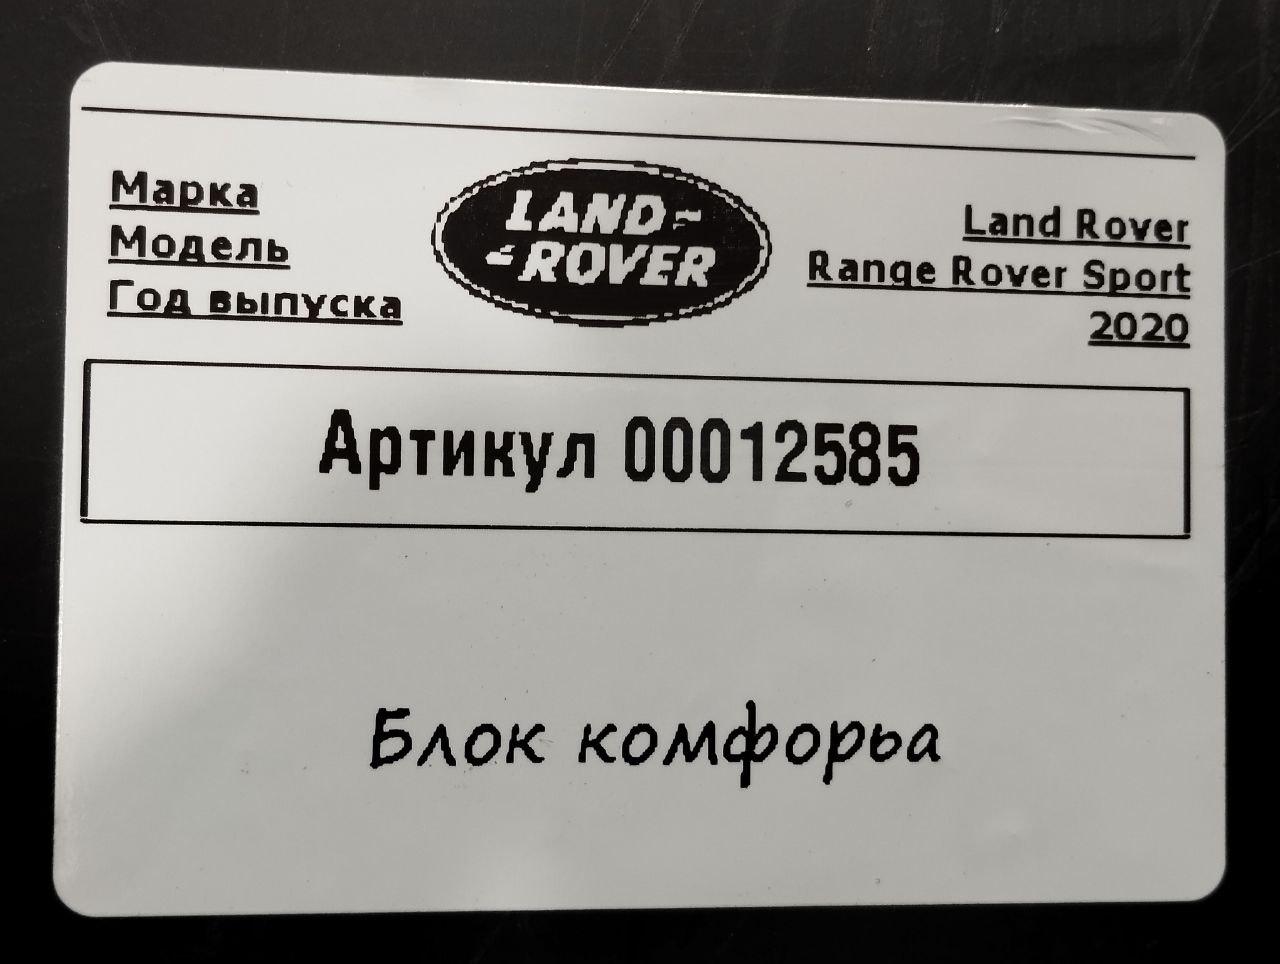 Марка
Модель
Год выпуска
LAND
ROVER
Land Rover
Range Rover Sport
2020
Артикул 00012585
Блок комфорьа